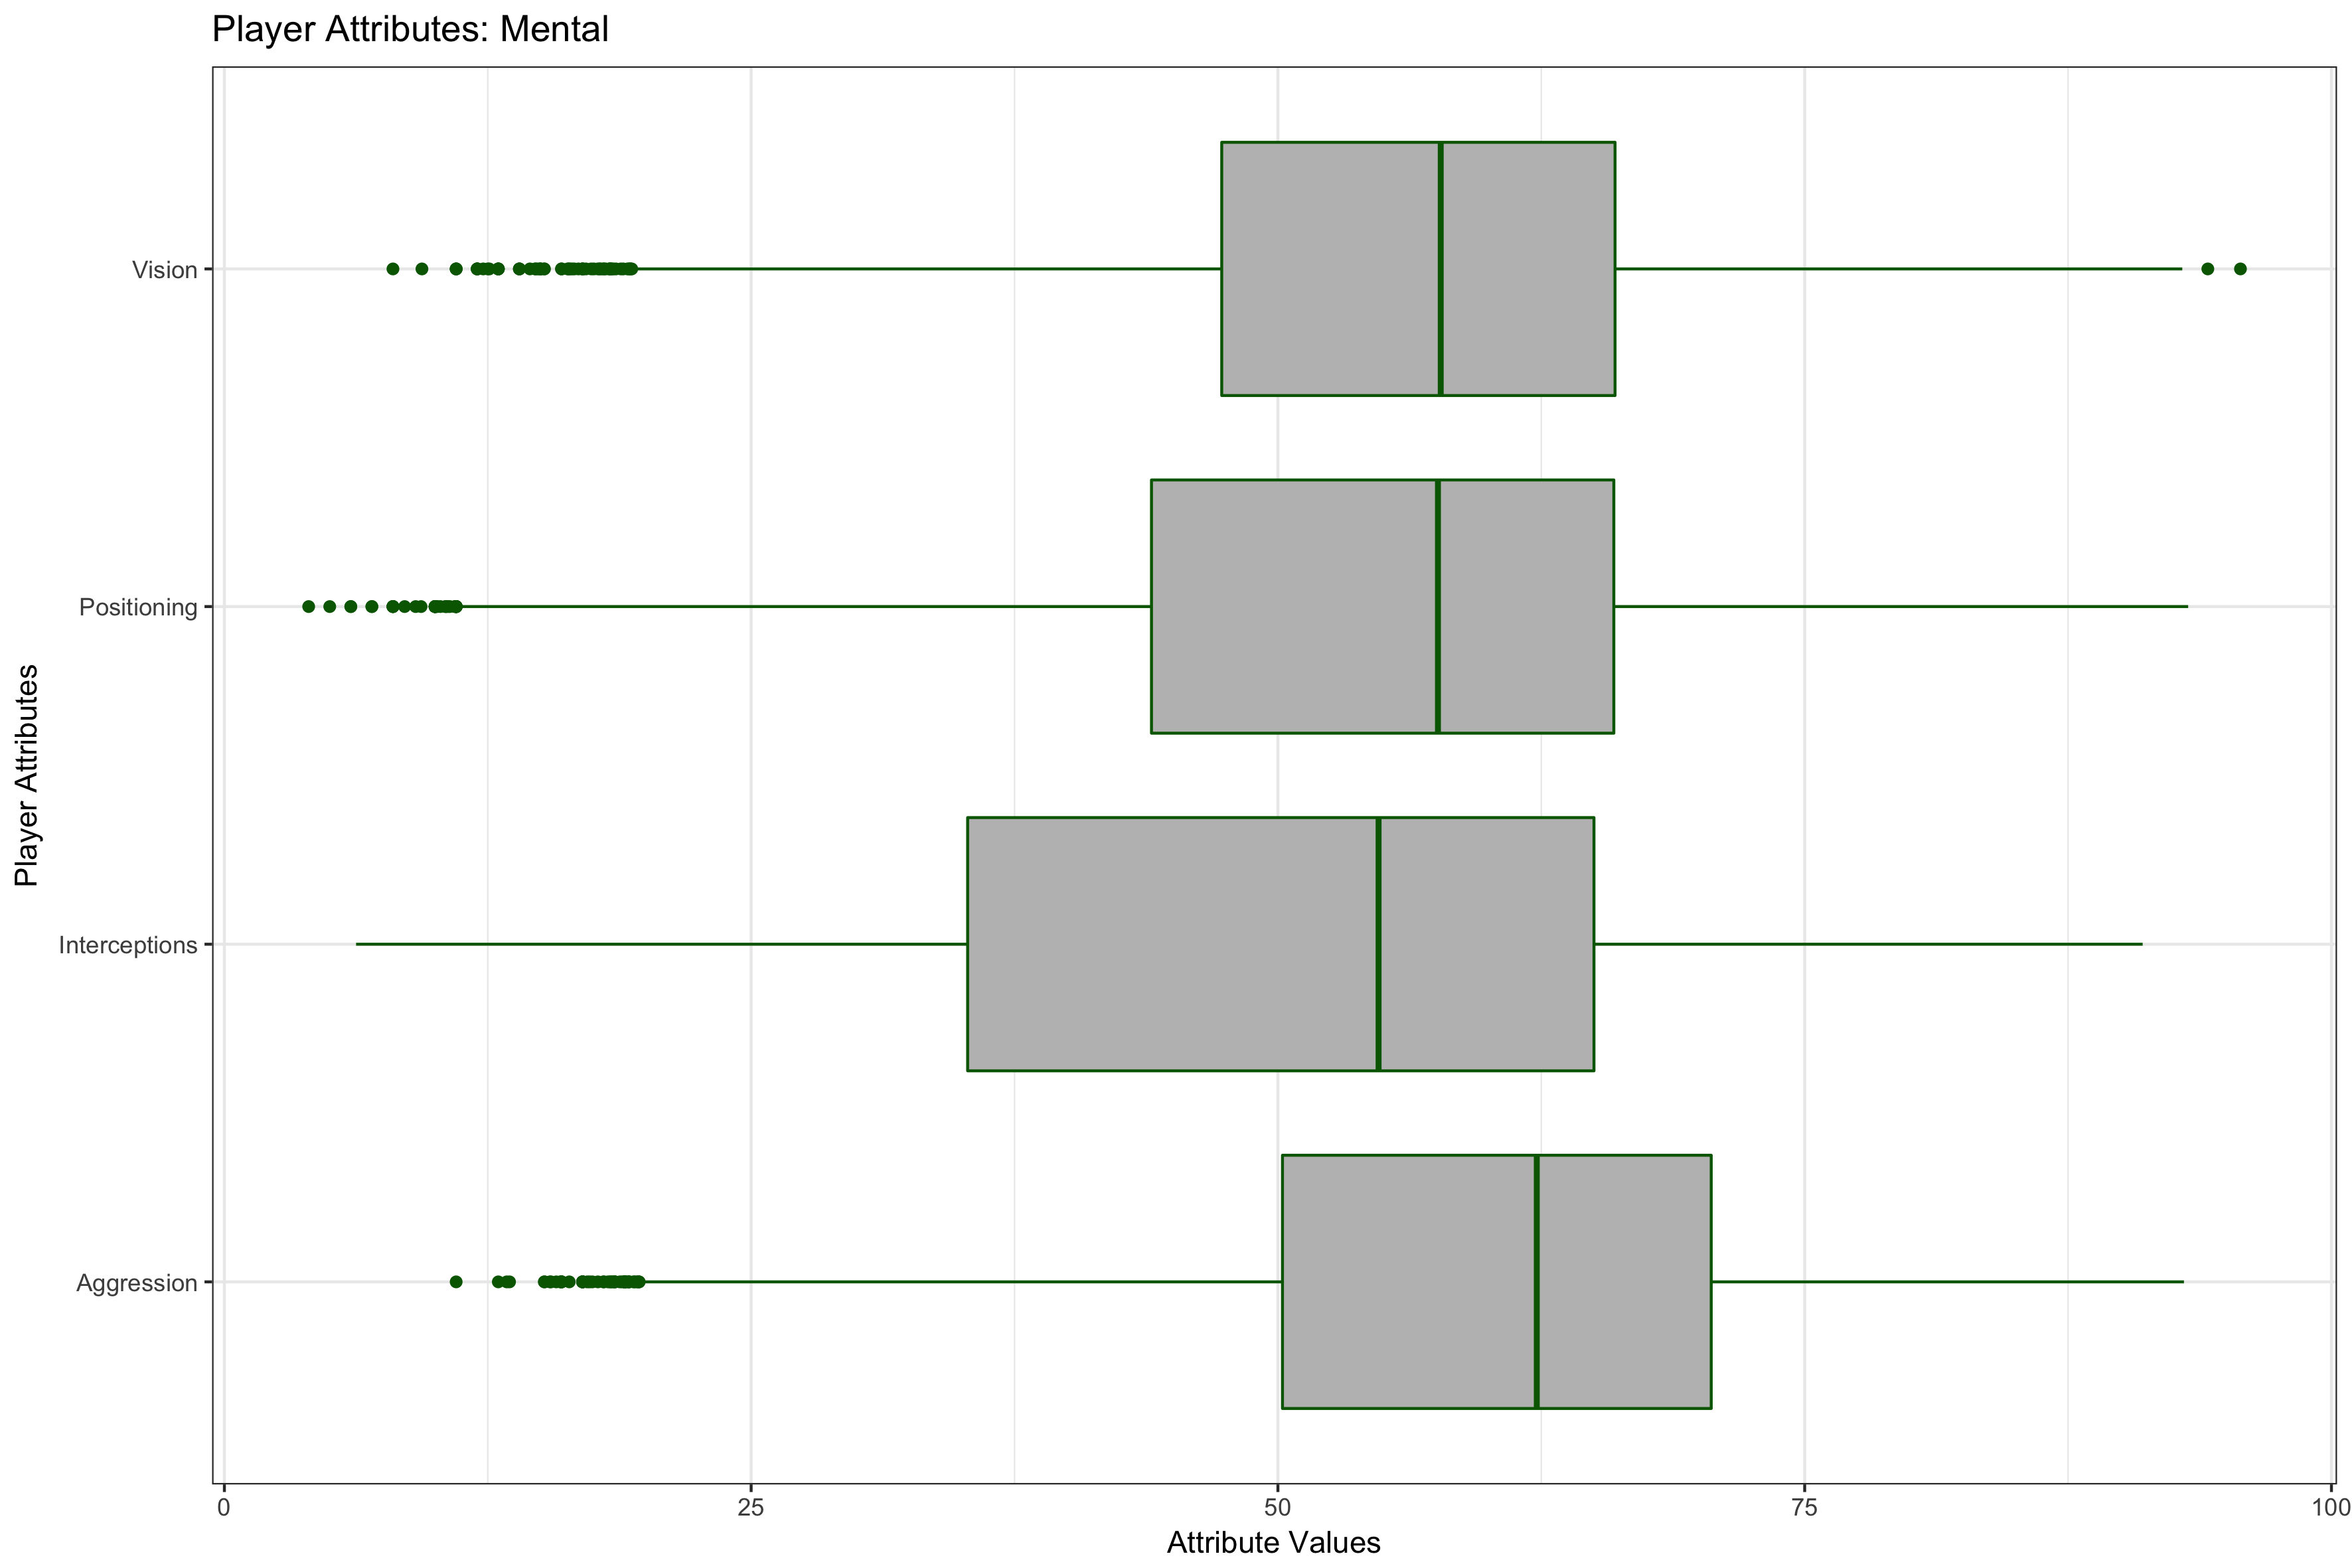 Player Attributes: Mental
Player Attributes
Vision
Positioning
Interceptions
Aggression
0 25 50 75 100
Attribute Values